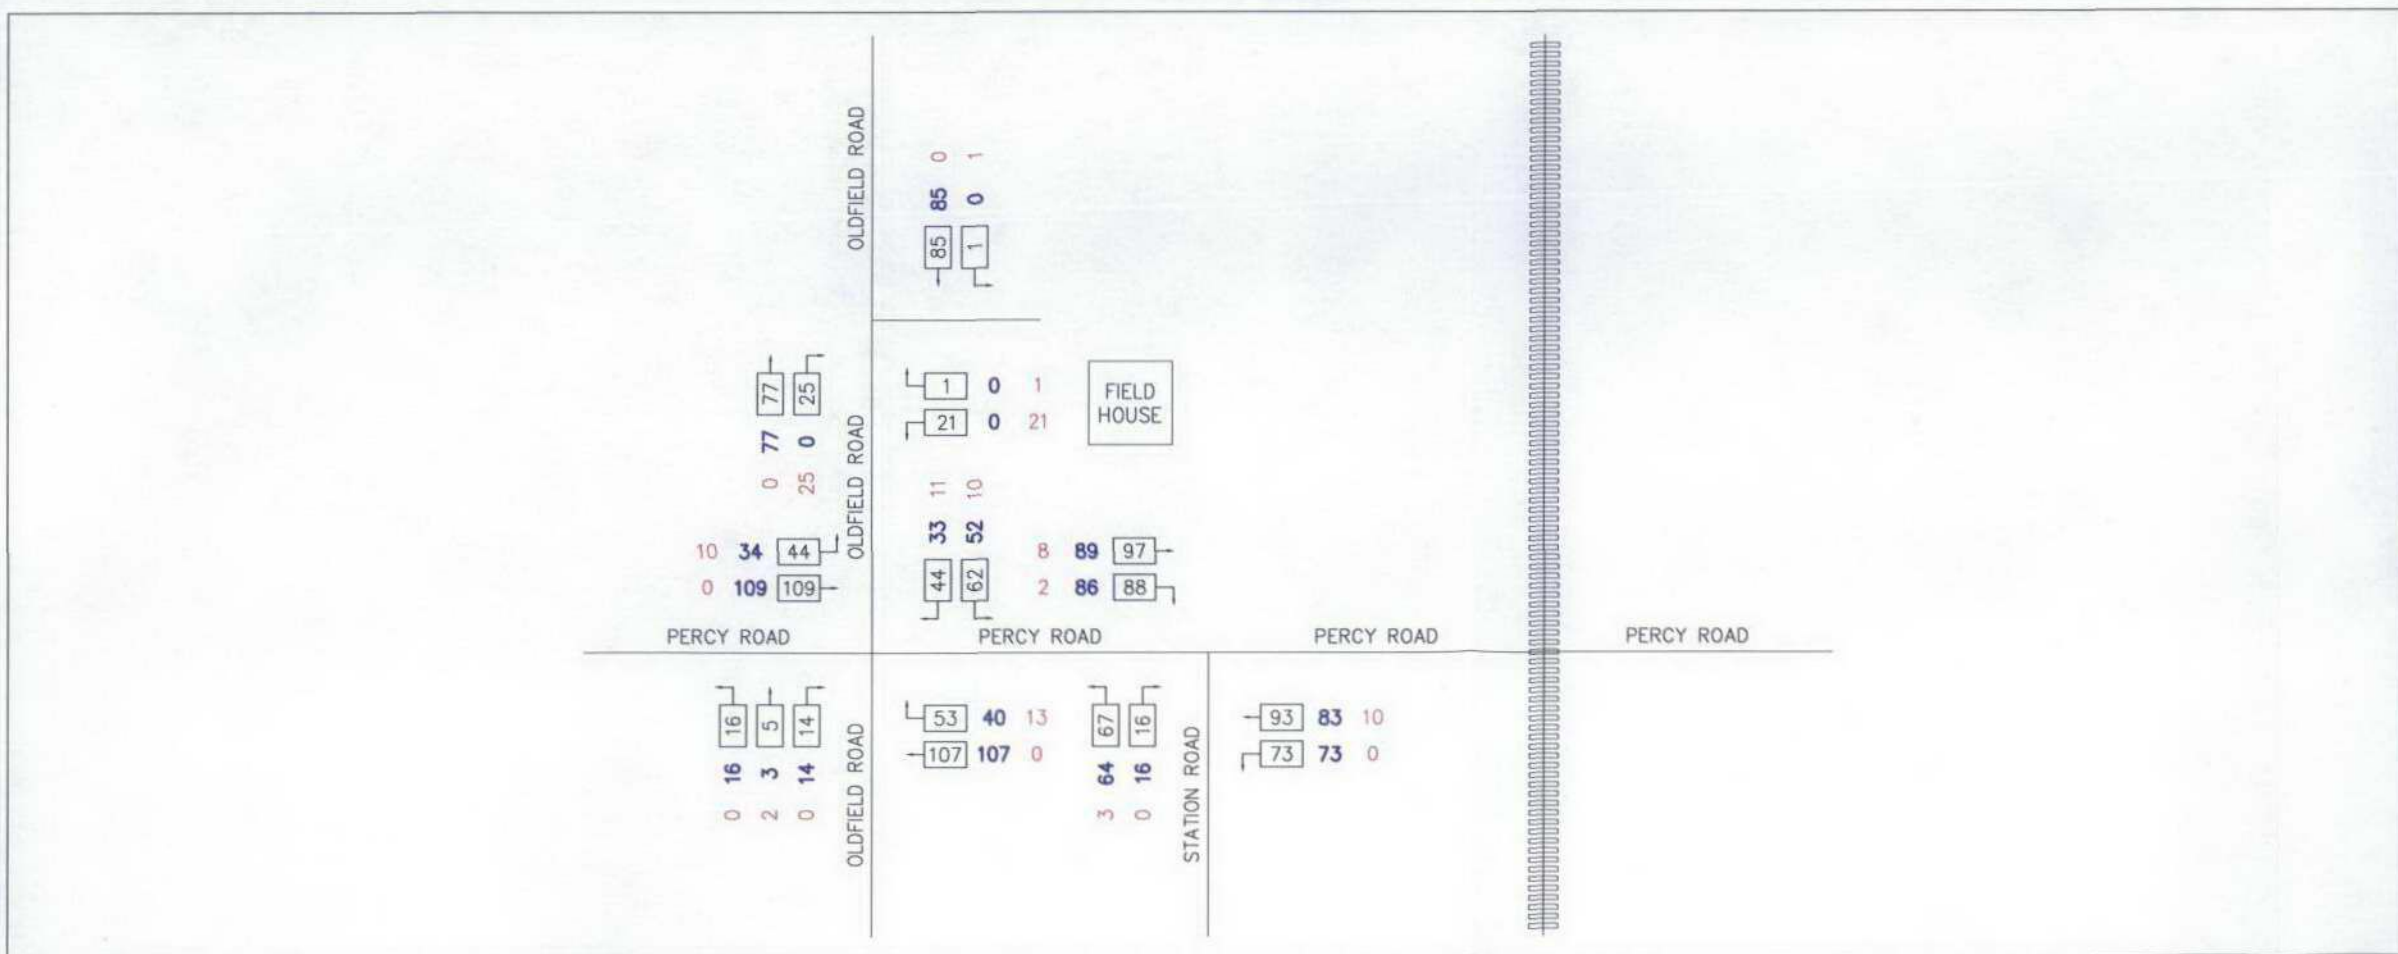 OLDFIELD ROAD
0
1
85
0
85
1
77
25
77 0
0
25
OLDFIELD ROAD
1 0 1
21 0 21
FIELD
HOUSE
11
10
33
52
44
62
10 34 44
0 109 109
8 89 97
2 86 88
PERCY ROAD
PERCY ROAD
PERCY ROAD
PERCY ROAD
16
5
14
16
3
14
0
2
0
OLDFIELD ROAD
53 40 13
107 107 0
67
16
64
16
3
0
STATION ROAD
93 83 10
73 73 0